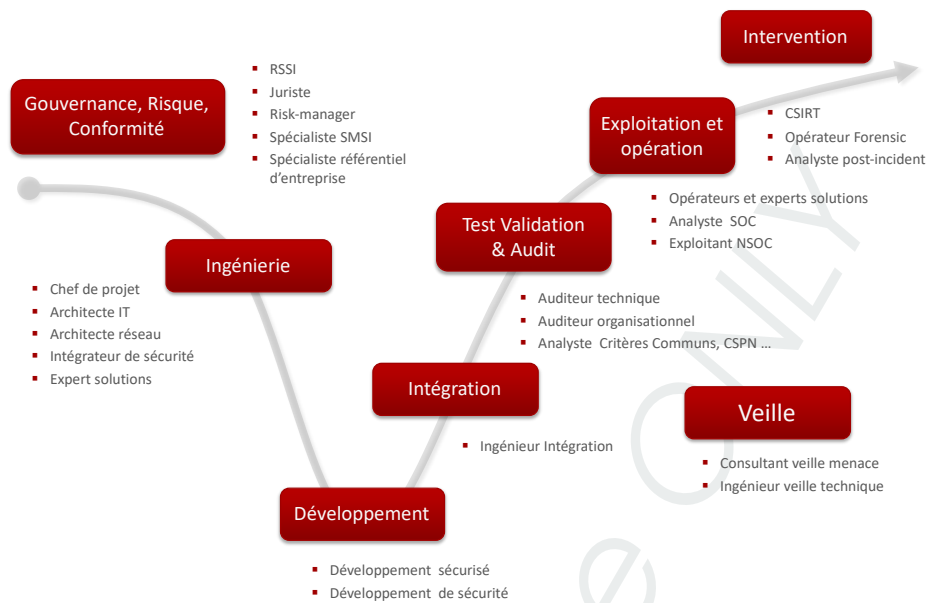 Gouvernance, Risque,
Conformité
RSSI
Juriste
Risk-manager
Spécialiste SMSI
Spécialiste référentiel
d'entreprise
Ingénierie
Chef de projet
Architecte IT
Architecte réseau
Intégrateur de sécurité
Expert solutions
Développement
Développement sécurisé
Développement de sécurité
Intégration
Ingénieur Intégration
Test Validation
& Audit
Auditeur technique
Auditeur organisationnel
Analyste Critères Communs, CSPN ...
Exploitation et
opération
Opérateurs et experts solutions
Analyste SOC
Exploitant NSOC
Intervention
CSIRT
Opérateur Forensic
Analyste post-incident
Veille
Consultant veille menace
Ingénieur veille technique
ONLY